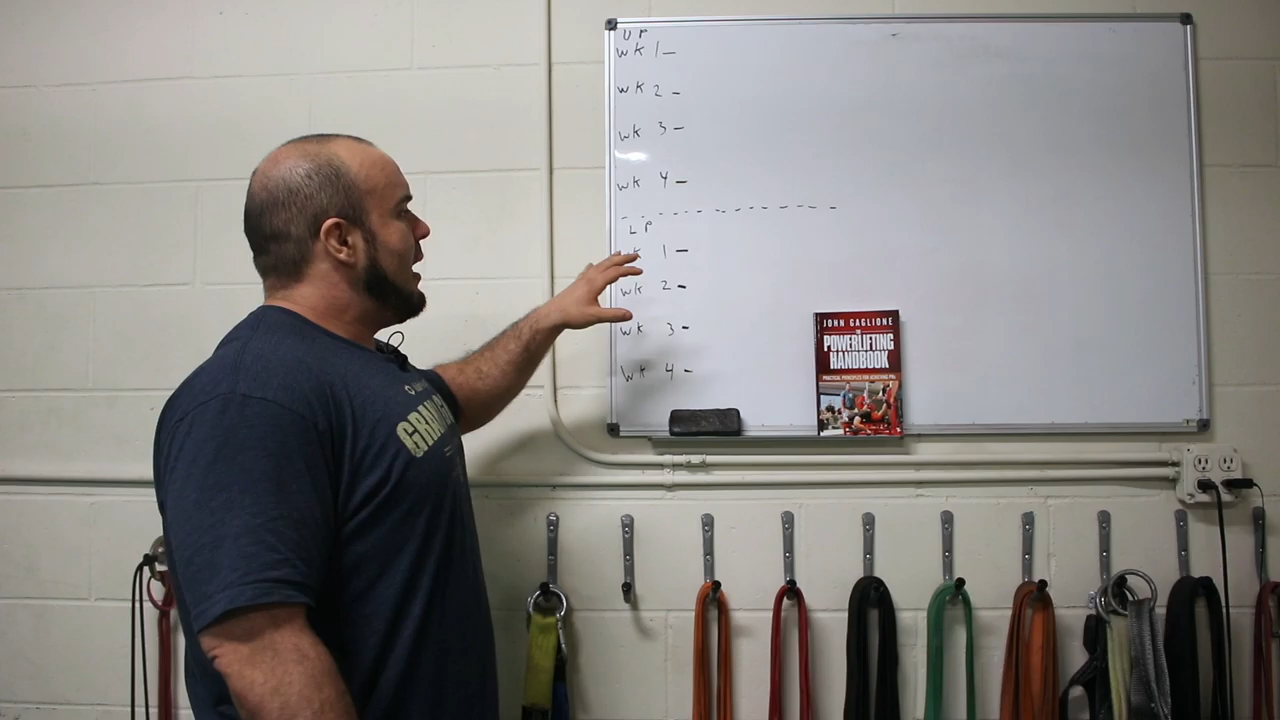 UP
WK 1-
WK 2 -
WK 3 -
WK 4 -
- - - - - - - - - - - - -
LP
WK 1 -
WK 2 -
WK 3 -
WK 4 -
JOHN GAGLIONE
THE
POWERLIFTING
HANDBOOK
PRACTICAL PRINCIPLES FOR ACHIEVING PRs